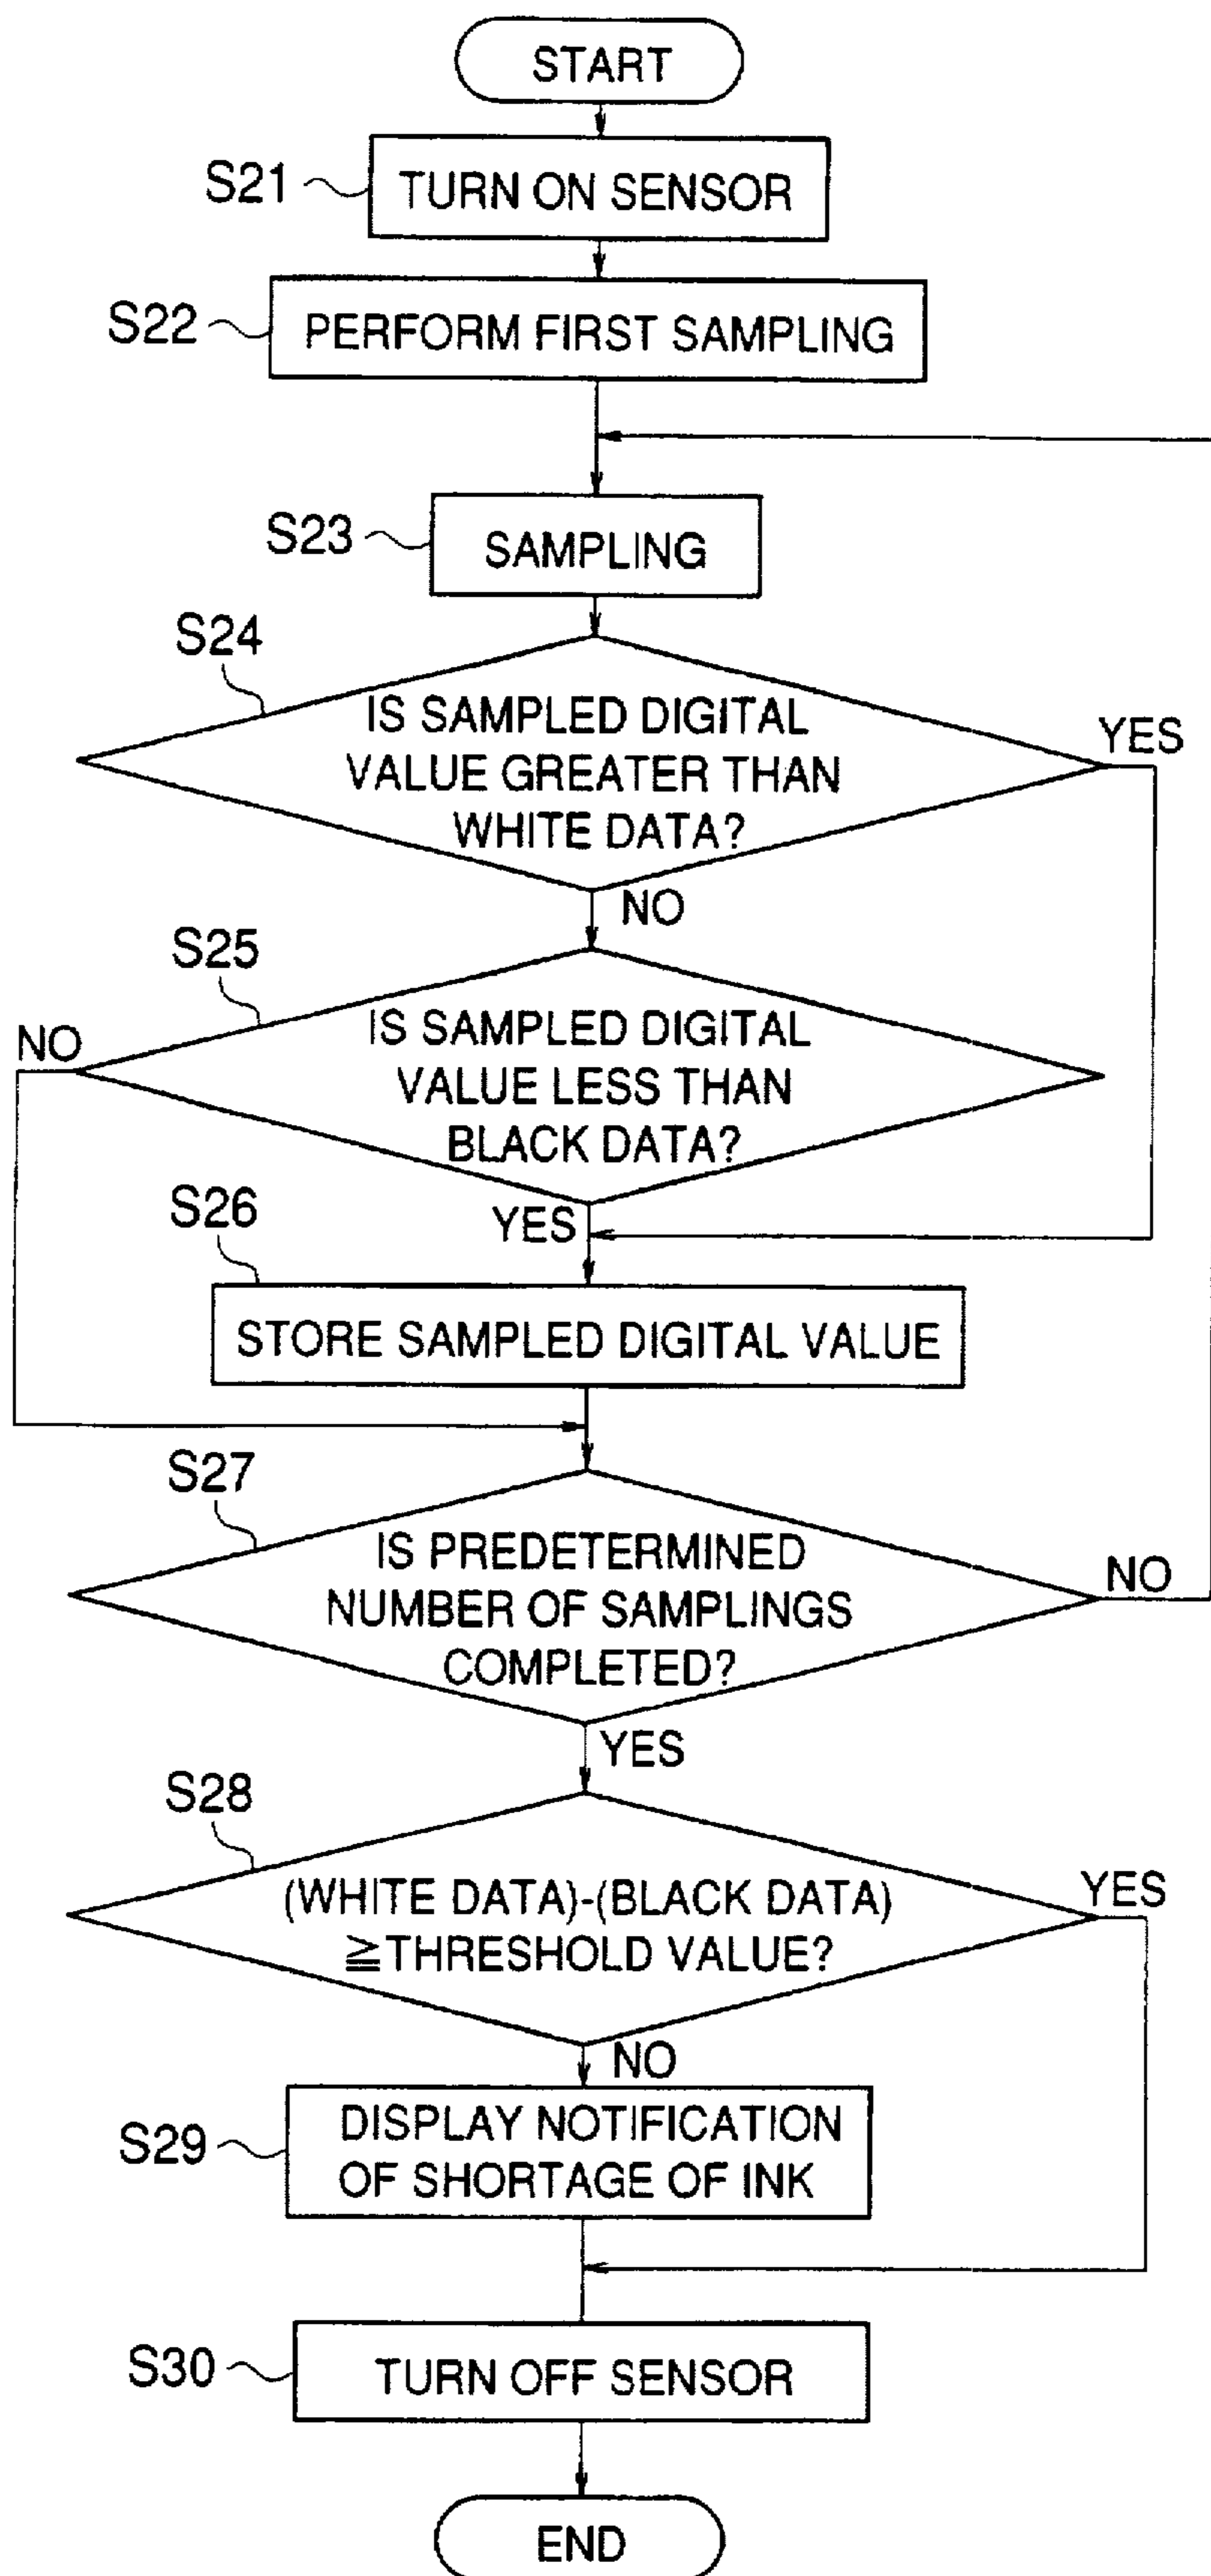 START
S21
TURN ON SENSOR
S22
PERFORM FIRST SAMPLING
S23
SAMPLING
S24
IS SAMPLED DIGITAL
VALUE GREATER THAN
WHITE DATA?
YES
NO
S25
IS SAMPLED DIGITAL
VALUE LESS THAN
BLACK DATA?
NO
YES
S26
STORE SAMPLED DIGITAL VALUE
S27
IS PREDETERMINED
NUMBER OF SAMPLINGS
COMPLETED?
NO
YES
S28
(WHITE DATA)-(BLACK DATA)
≧THRESHOLD VALUE?
YES
NO
S29
DISPLAY NOTIFICATION
OF SHORTAGE OF INK
S30
TURN OFF SENSOR
END